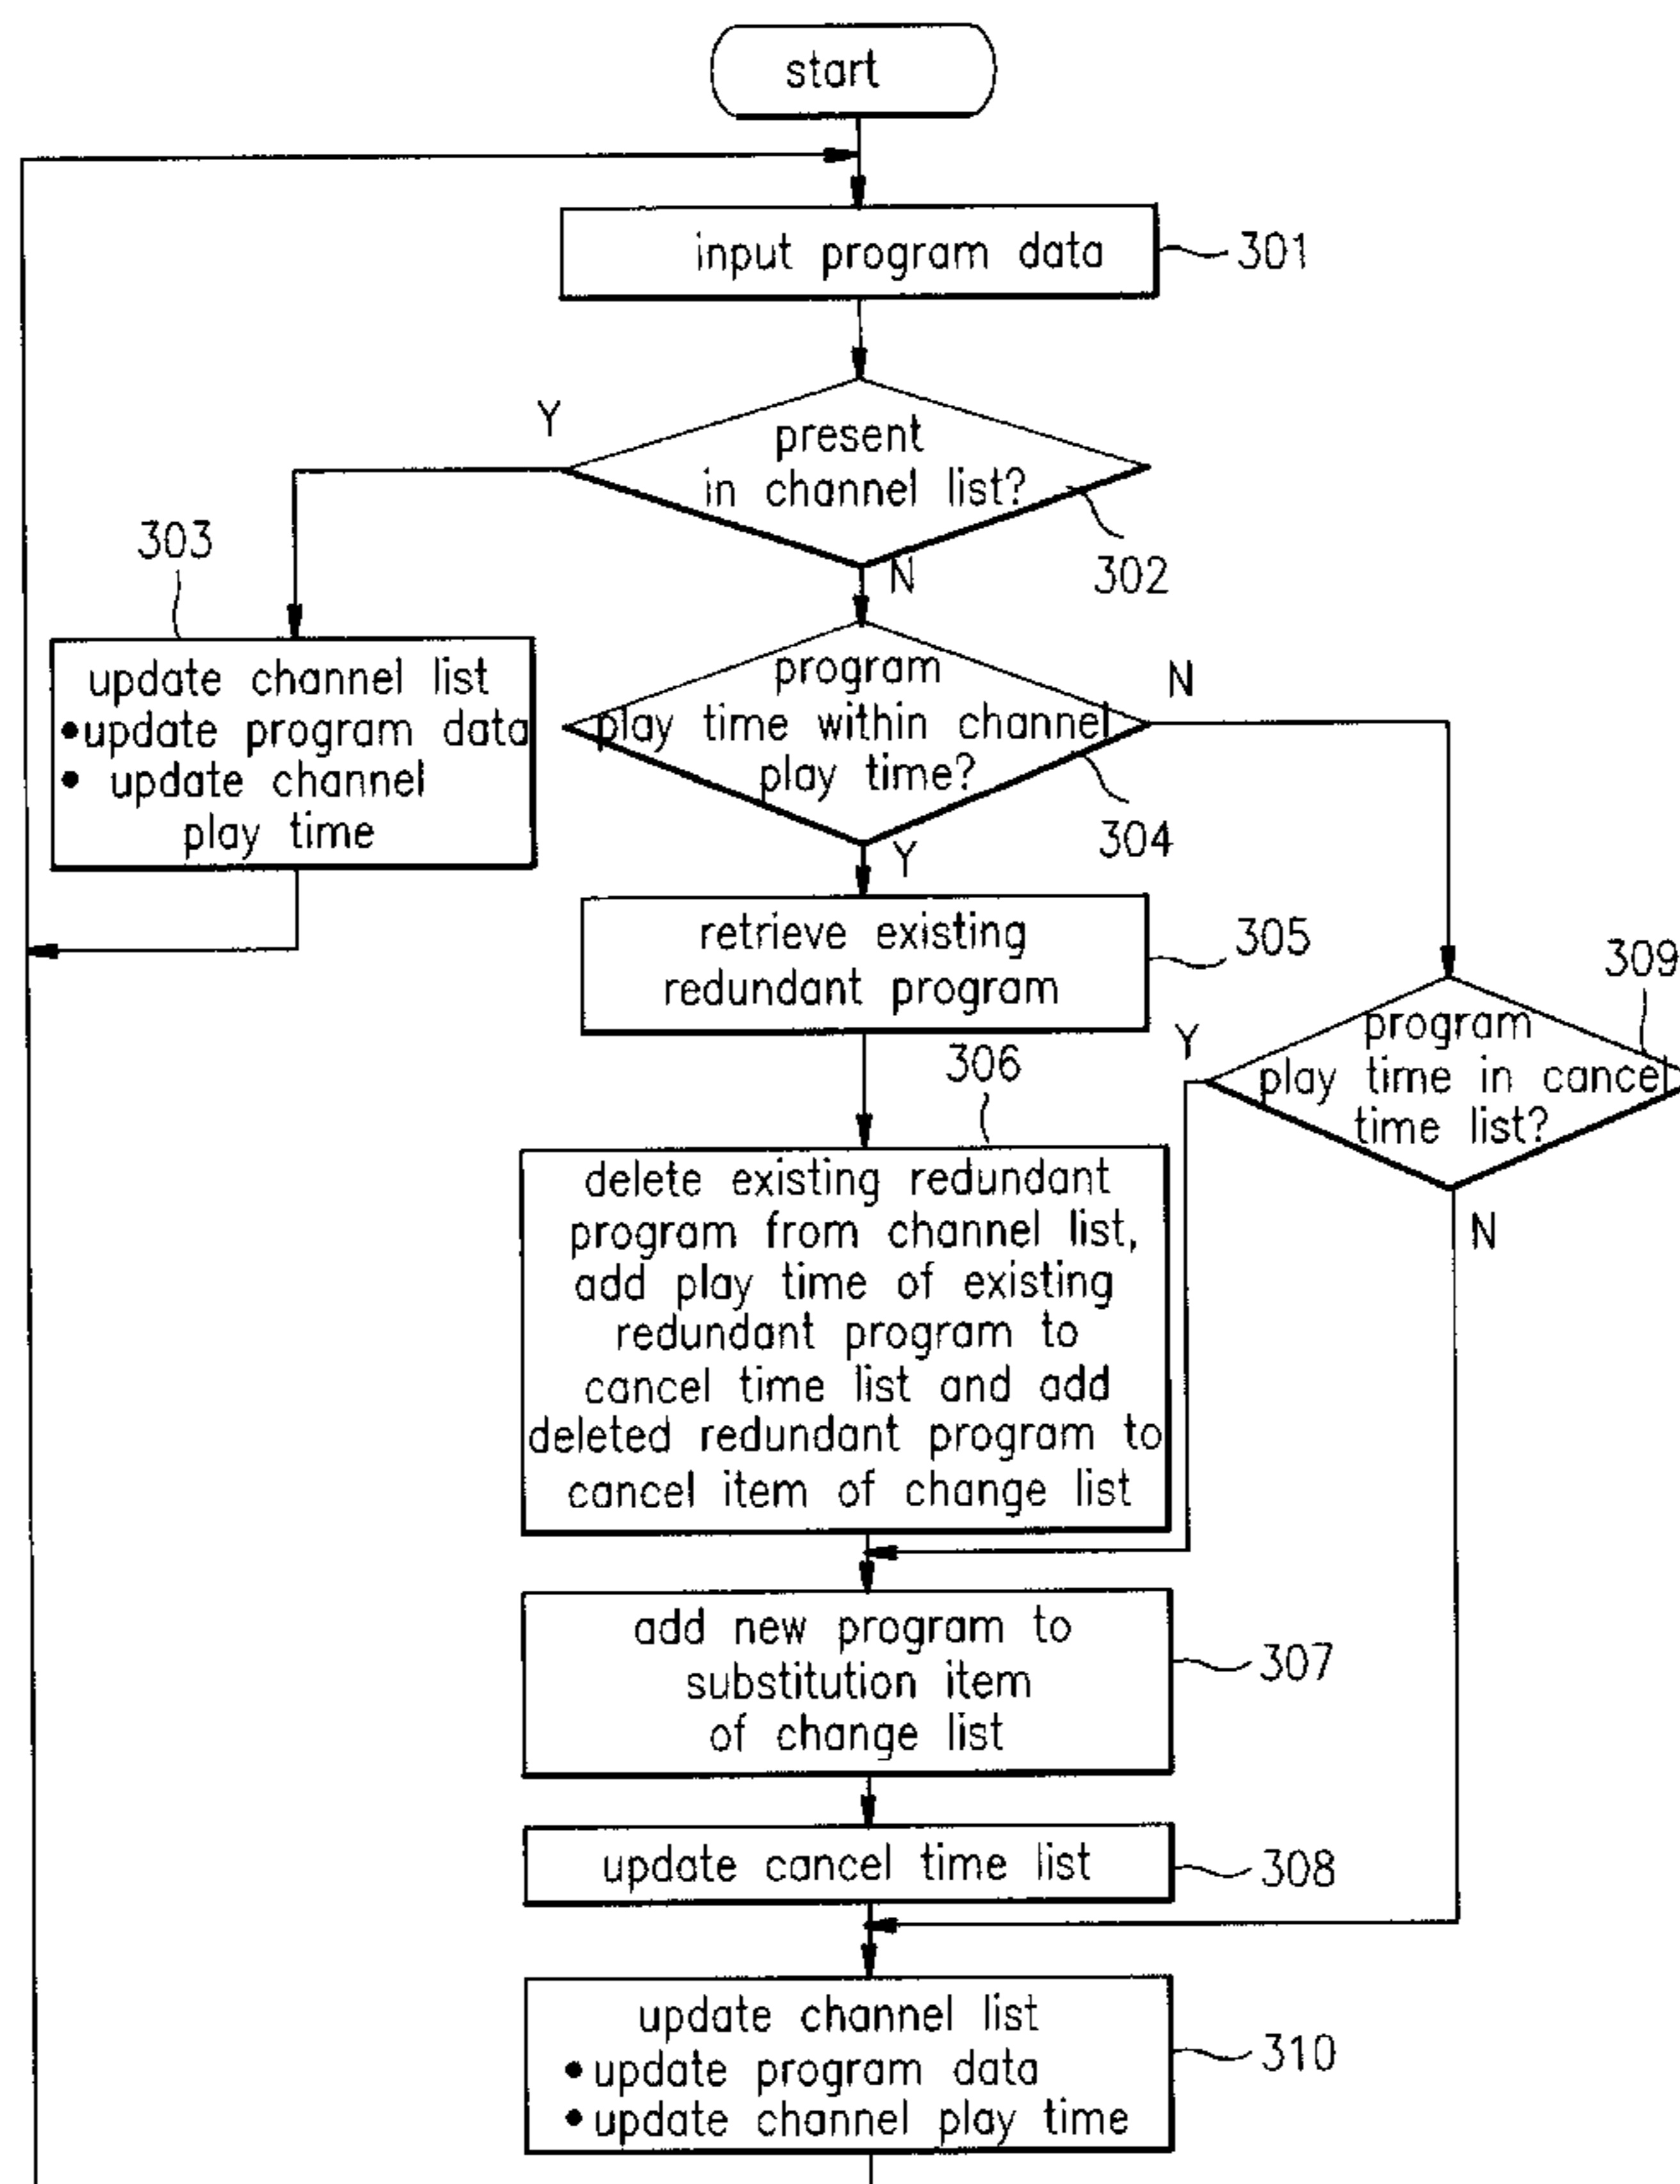 start
input program data
301
Y
present
in channel list?
302
N
303
update channel list
•update program data
• update channel
play time
program
play time within channel
play time?
N
304
Y
retrieve existing
redundant program
305
309
program
play time in cancel
time list?
Y
N
306
delete existing redundant
program from channel list,
add play time of existing
redundant program to
cancel time list and add
deleted redundant program to
cancel item of change list
add new program to
substitution item
of change list
307
update cancel time list
308
update channel list
•update program data
•update channel play time
310